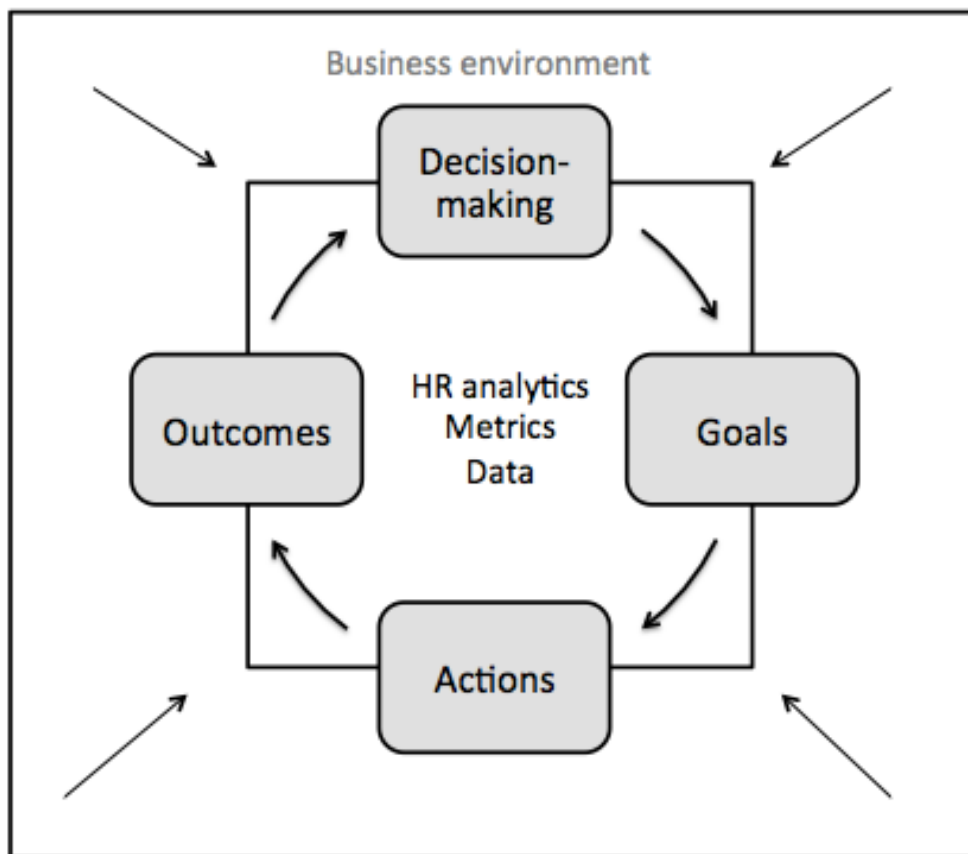 Business environment
Decision-
making
Outcomes
HR analytics
Metrics
Data
Goals
Actions